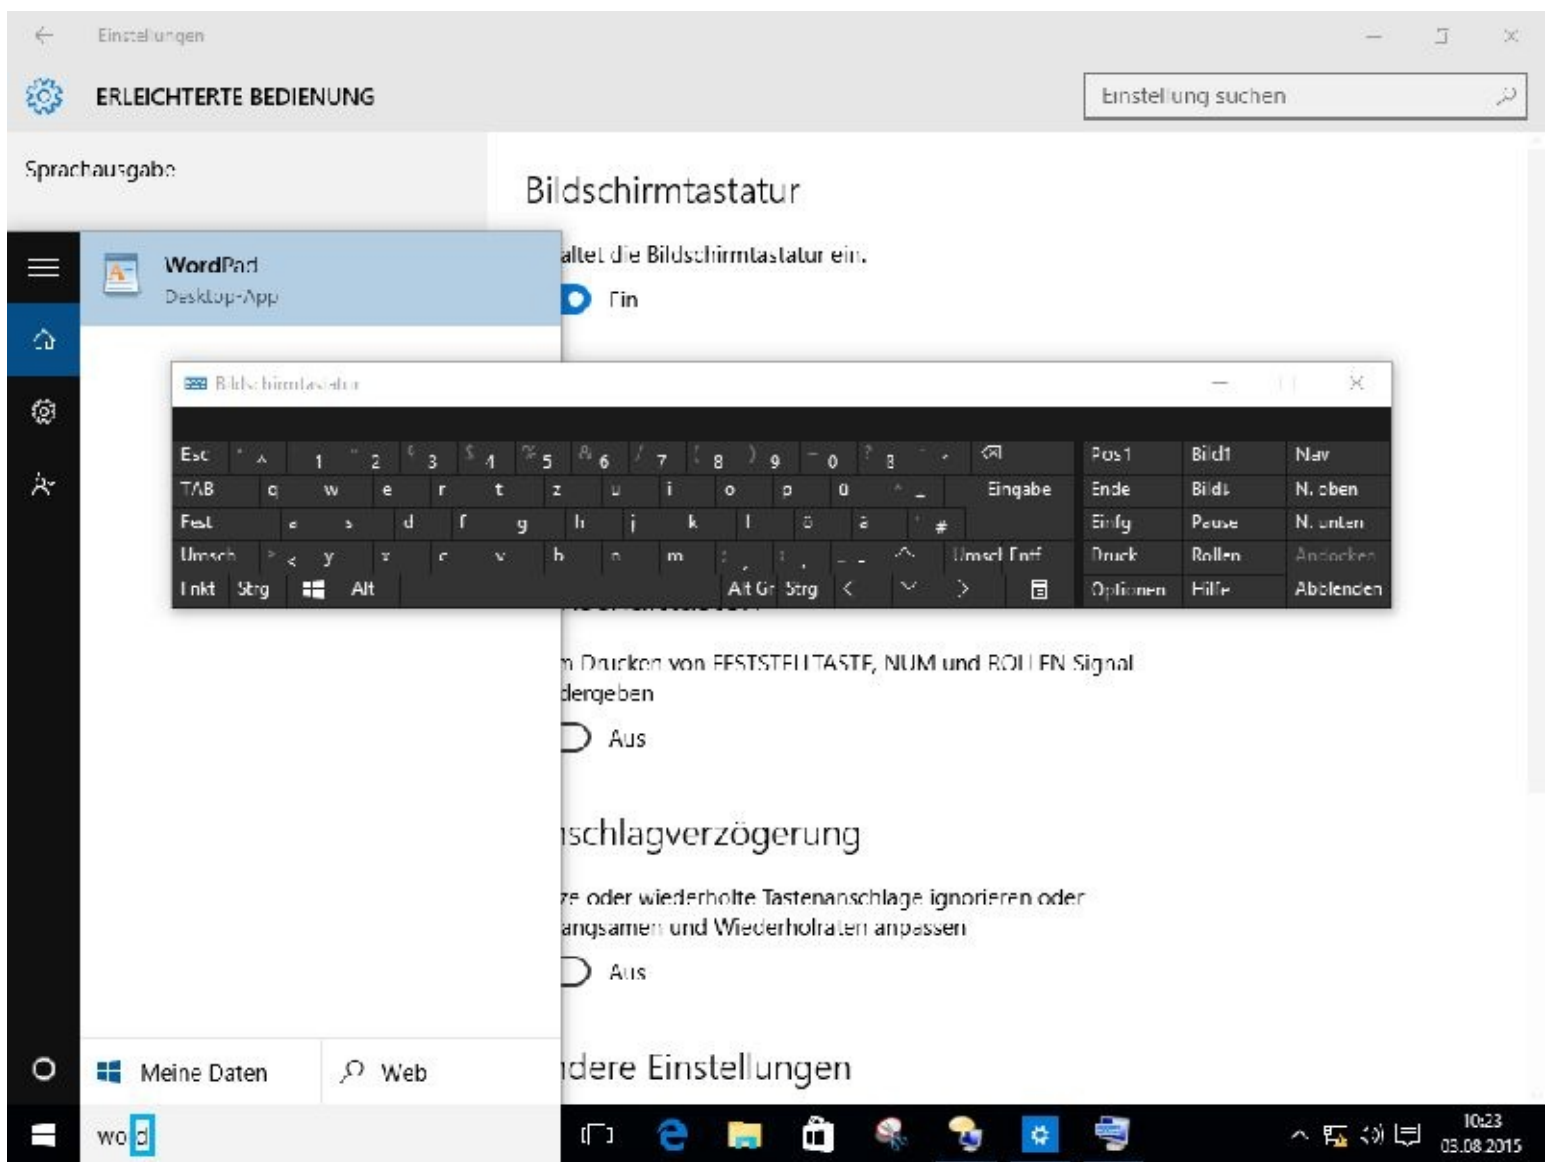 Einstellungen
ERLEICHTERTE BEDIENUNG
Einstellung suchen
Sprachausgabe
Bildschirmtastatur
altet die Bildschirmtastatur ein.
Ein
WordPad
Desktop-App
Bildschirmtastatur
Esc ^ 1 2 3 4 5 6 7 8 9 0 Pos1 Bild↑ Nav
TAB q w e r t z u i o p ü Eingabe Ende Bild↓ N. oben
Fest a s d f g h j k l ö ä # Einfg Pause N. unten
Umsch > < y x c v b n m ; , : . _ - Umsch Entf Druck Rollen Andocken
Fnkt Strg Alt Alt Gr Strg Optionen Hilfe Abblenden
m Drücken von FESTSTELLTASTE, NUM und ROLLEN Signal
dergeben
Aus
schlagverzögerung
ze oder wiederholte Tastenanschläge ignorieren oder
angsamen und Wiederholraten anpassen
Aus
ndere Einstellungen
Meine Daten
Web
word
10:23
03.08.2015